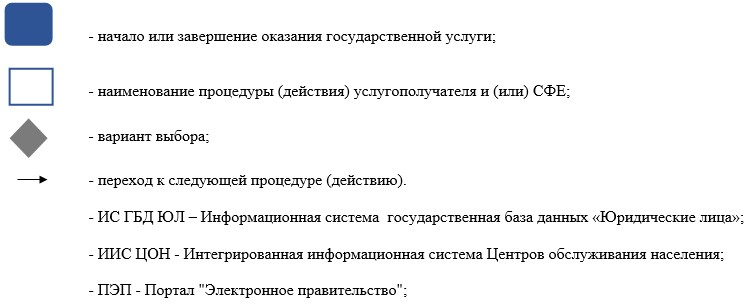 - начало или завершение оказания государственной услуги;
- наименование процедуры (действия) услугополучателя и (или) СФЕ;
- вариант выбора;
- переход к следующей процедуре (действию).
- ИС ГБД ЮЛ – Информационная система государственная база данных «Юридические лица»;
- ИИС ЦОН - Интегрированная информационная система Центров обслуживания населения;
- ПЭП - Портал "Электронное правительство";